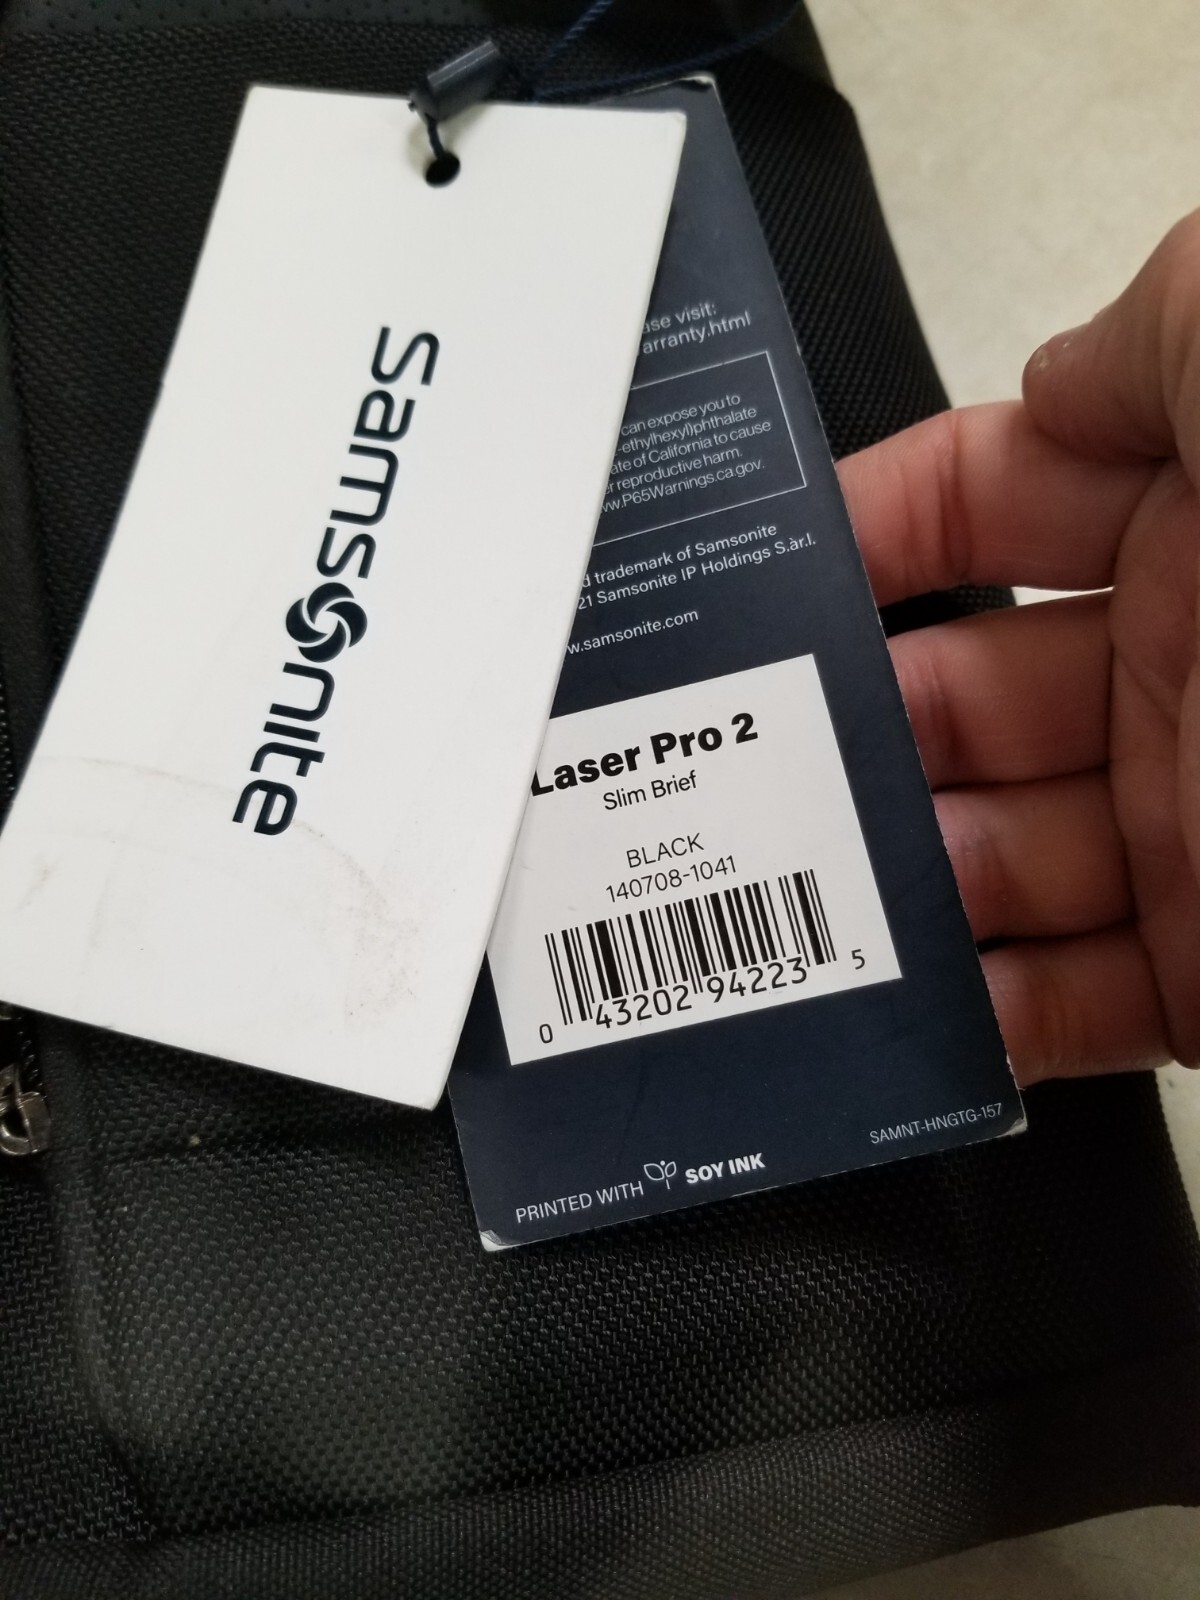 Samsonite
ase visit:
arranty.html
can expose you to
-ethylhexyl)phthalate
ate of California to cause
er reproductive harm.
ww.P65Warnings.ca.gov.
d trademark of Samsonite
21 Samsonite IP Holdings S.àr.l.
w.samsonite.com
Laser Pro 2
Slim Brief
BLACK
140708-1041
0 43202 94223 5
SAMNT-HNGTG-157
PRINTED WITH SOY INK